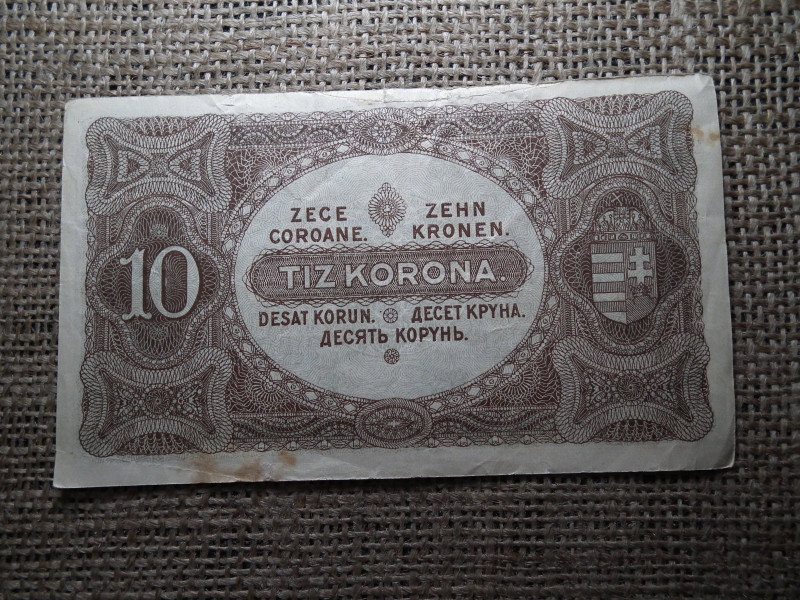 10
ZECE COROANE.
ZEHN KRONEN.
TIZ KORONA.
DESAT KORUN.
ДЕСЕТ КРУНА.
ДЕСЯТЬ КОРУНЬ.